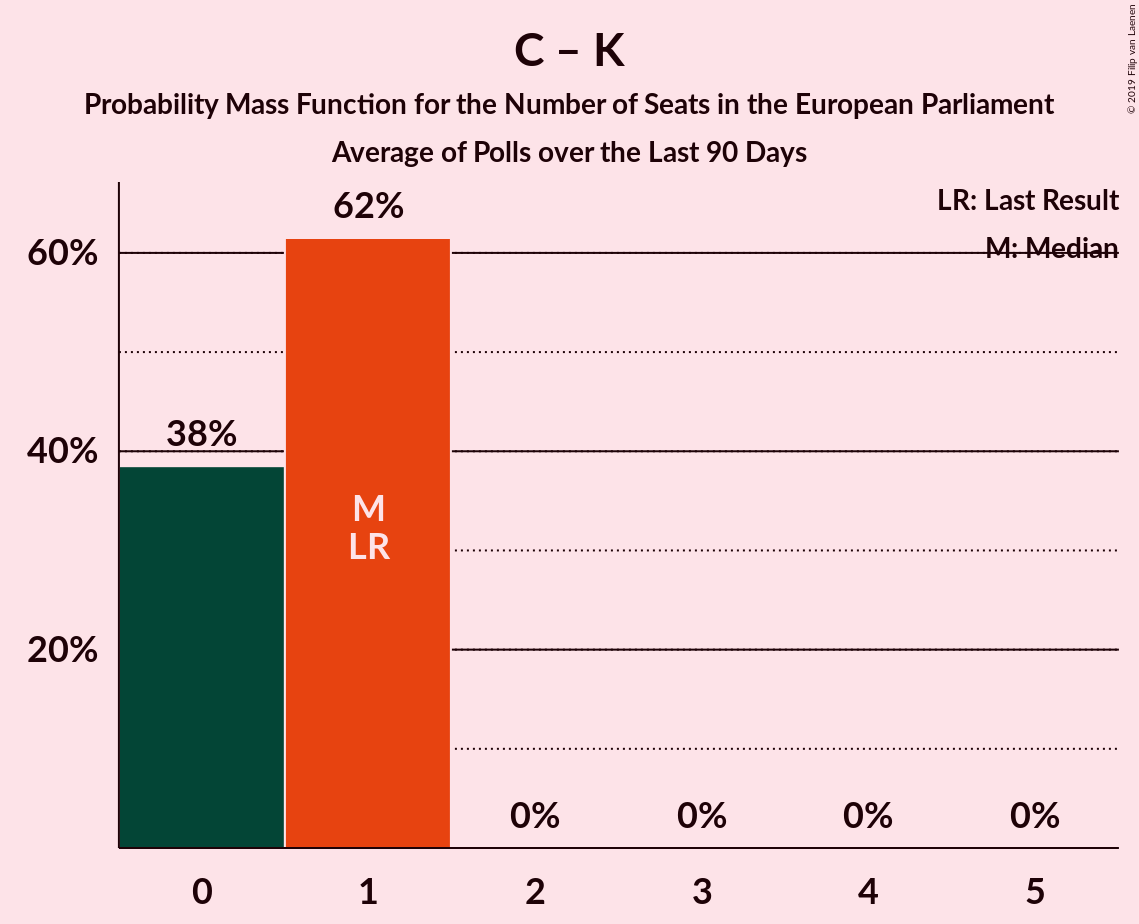 C – K
Probability Mass Function for the Number of Seats in the European Parliament
Average of Polls over the Last 90 Days
© 2019 Filip van Laenen
LR: Last Result
M: Median
62%
60%
38%
40%
M
LR
20%
0% 0% 0% 0%
0 1 2 3 4 5